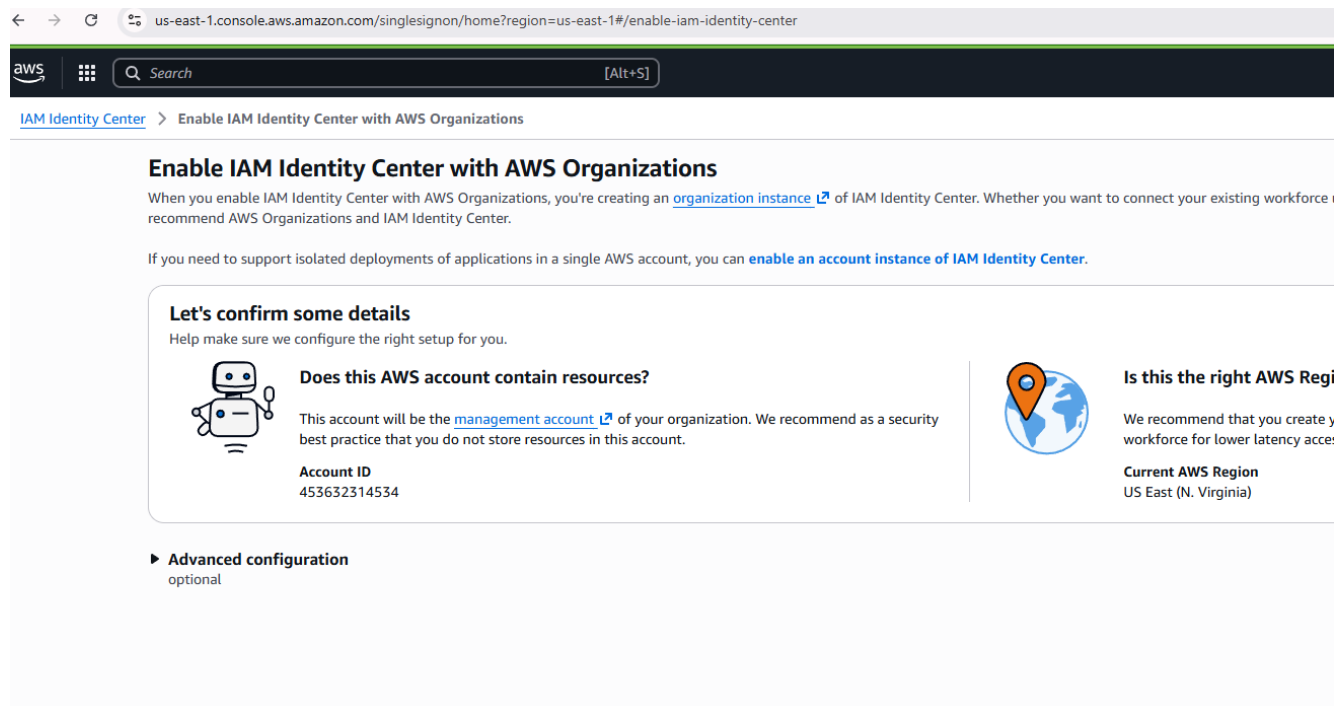 us-east-1.console.aws.amazon.com/singlesignon/home?region=us-east-1#/enable-iam-identity-center
aws
Search [Alt+S]
IAM Identity Center > Enable IAM Identity Center with AWS Organizations
Enable IAM Identity Center with AWS Organizations
When you enable IAM Identity Center with AWS Organizations, you're creating an organization instance of IAM Identity Center. Whether you want to connect your existing workforce
recommend AWS Organizations and IAM Identity Center.
If you need to support isolated deployments of applications in a single AWS account, you can enable an account instance of IAM Identity Center.
Let's confirm some details
Help make sure we configure the right setup for you.
Does this AWS account contain resources?
This account will be the management account of your organization. We recommend as a security
best practice that you do not store resources in this account.
Account ID
453632314534
Is this the right AWS Regi
We recommend that you create y
workforce for lower latency acces
Current AWS Region
US East (N. Virginia)
Advanced configuration
optional